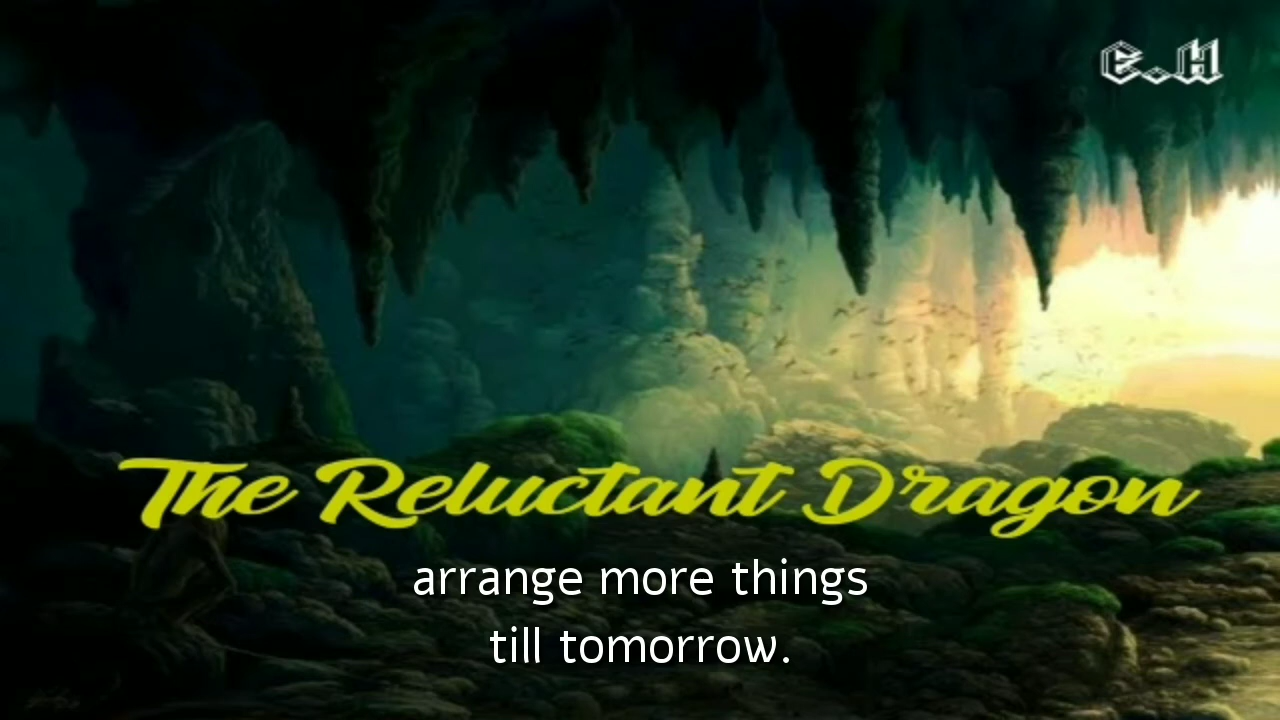 e.H
The Reluctant Dragon
arrange more things
till tomorrow.